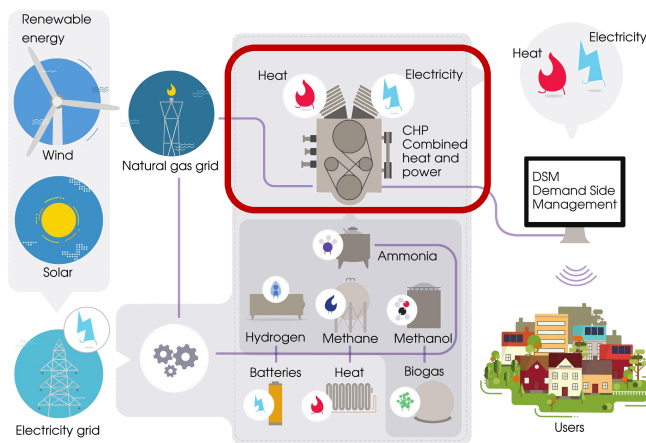 Renewable
energy
Wind
Solar
Electricity grid
Natural gas grid
Heat
Electricity
CHP
Combined
heat and
power
Heat
Electricity
DSM
Demand Side
Management
Ammonia
Hydrogen
Methane
Methanol
Batteries
Heat
Biogas
Users